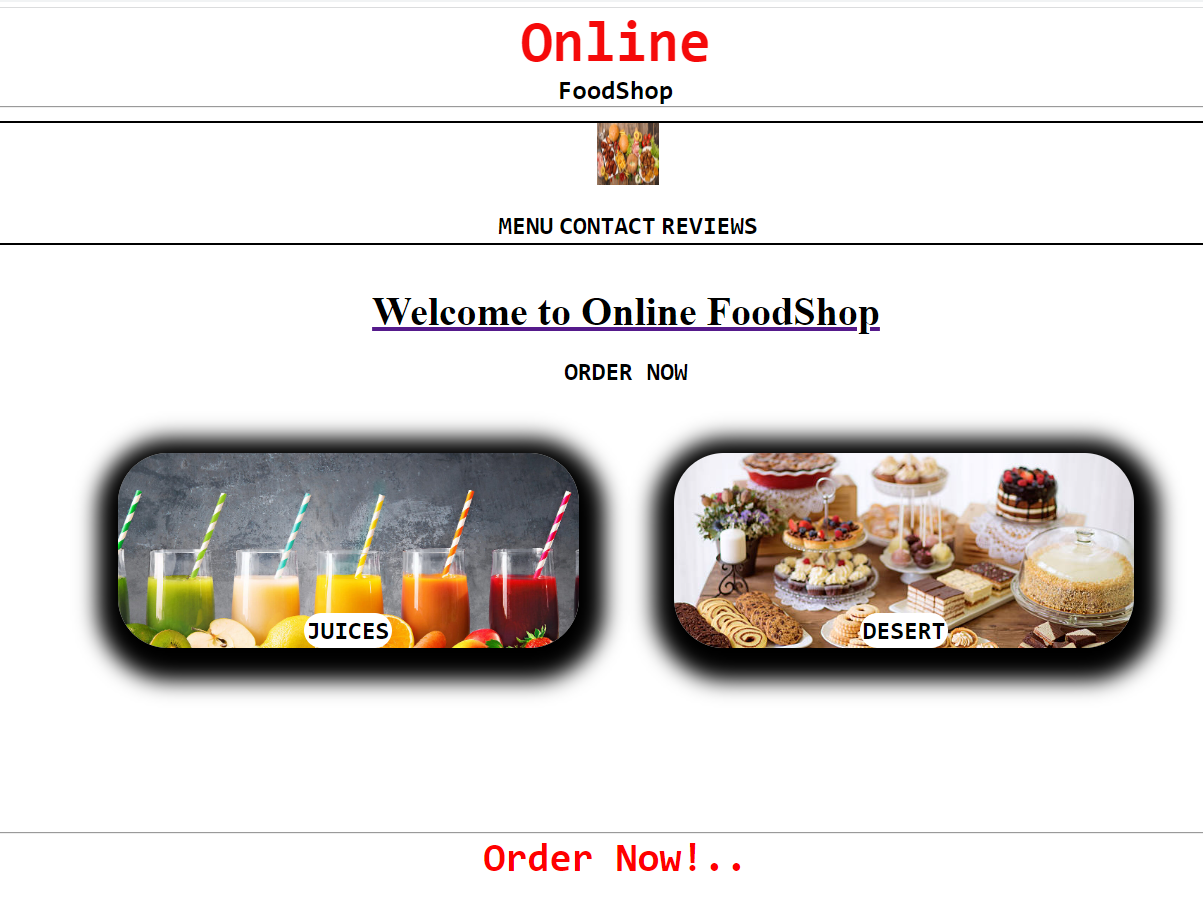 Online
FoodShop
MENU CONTACT REVIEWS
Welcome to Online FoodShop
ORDER NOW
JUICES
DESERT
Order Now!..